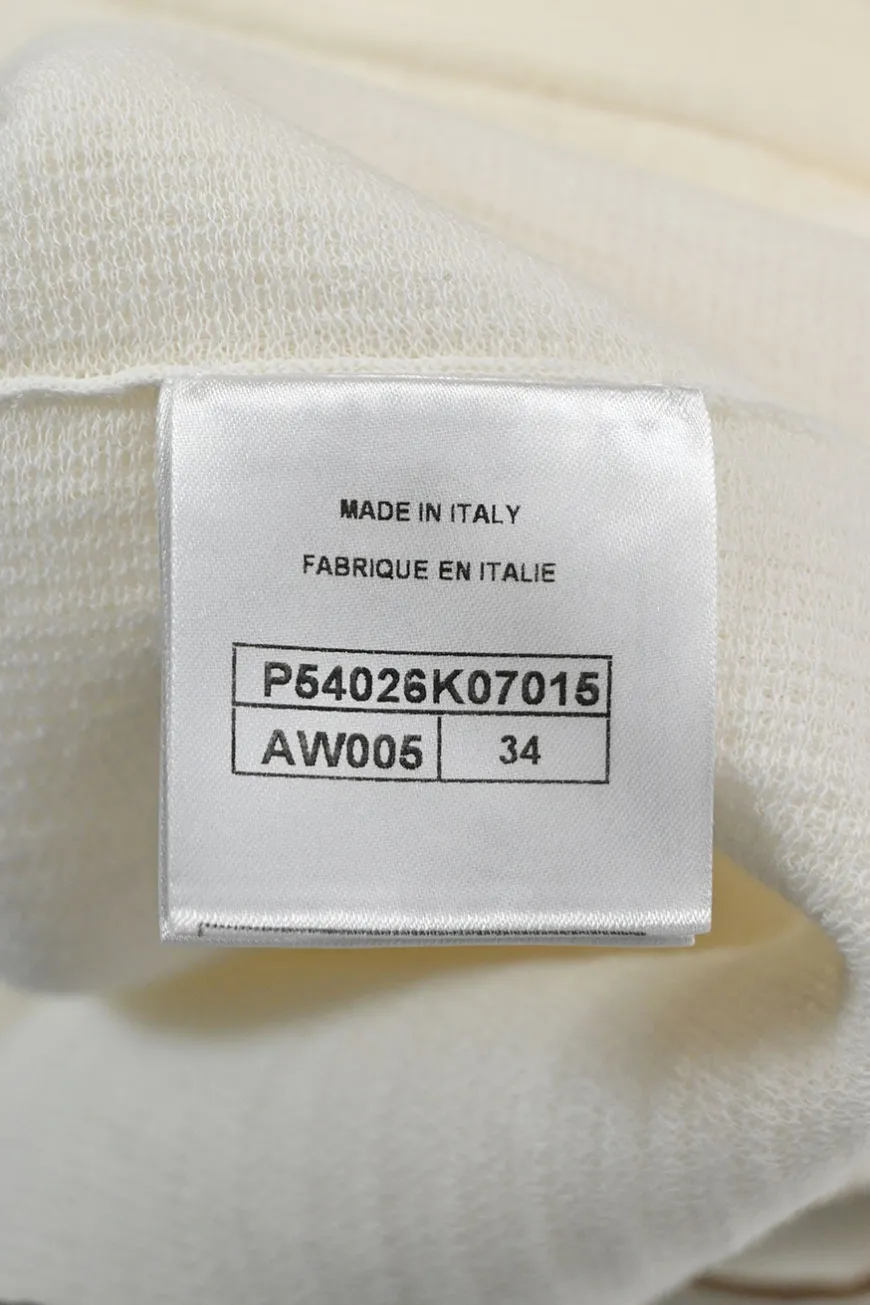 MADE IN ITALY
FABRIQUE EN ITALIE
P54026K07015
AW005 34